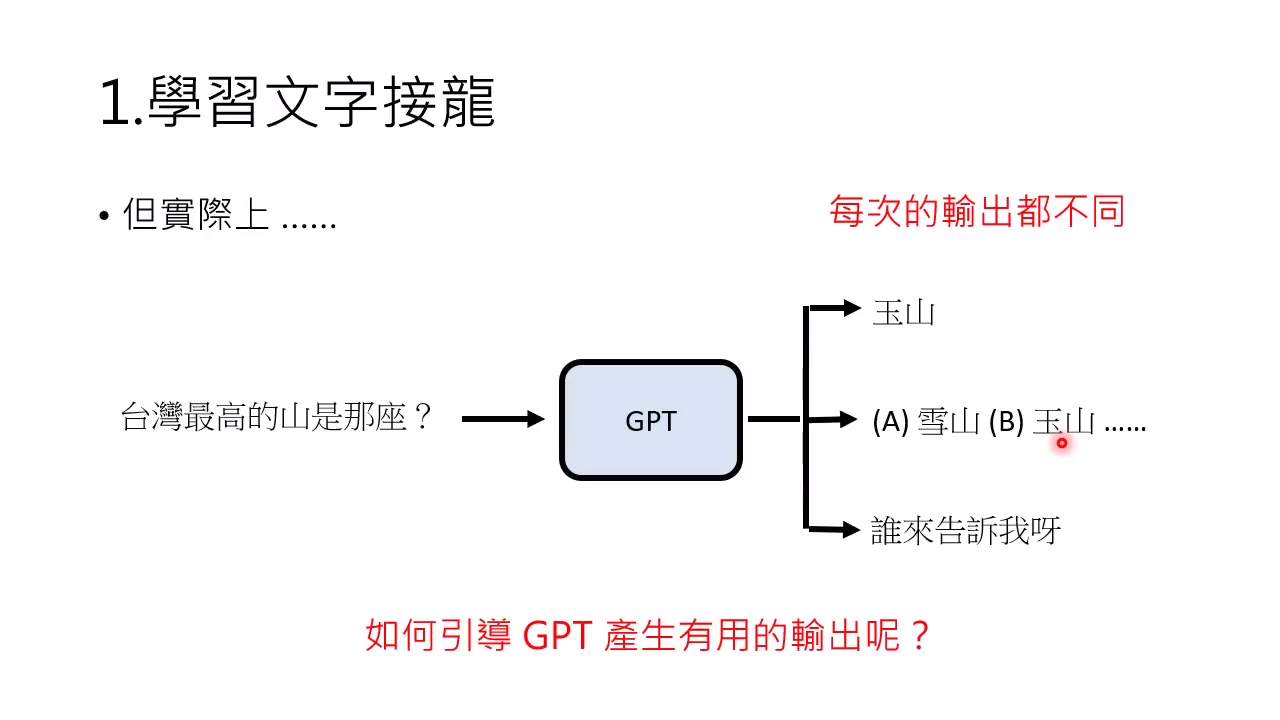 1.學習文字接龍
• 但實際上 ......
每次的輸出都不同
玉山
台灣最高的山是那座？
GPT
(A) 雪山 (B) 玉山 ......
誰來告訴我呀
如何引導 GPT 產生有用的輸出呢？